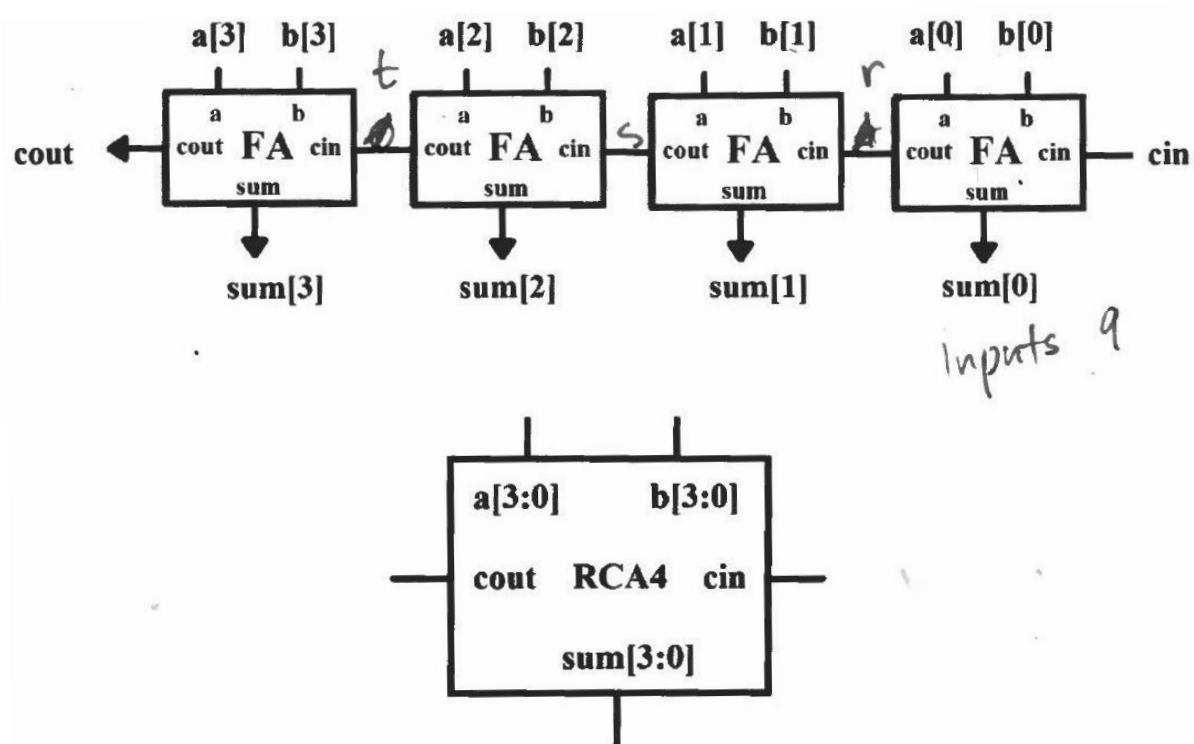 a[3] b[3] a[2] b[2] a[1] b[1] a[0] b[0]
t r
a b a b a b a b
cout cout FA cin s cout FA cin cout FA cin cout FA cin cin
sum sum sum sum
sum[3] sum[2] sum[1] sum[0]
Inputs 9
a[3:0] b[3:0]
cout RCA4 cin
sum[3:0]